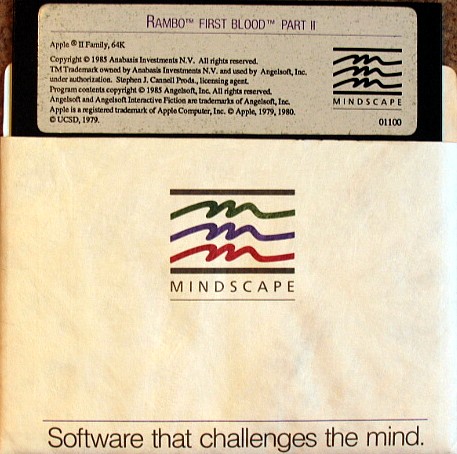 RAMBO™ FIRST BLOOD™ PART II
Apple ® II Family, 64K
Copyright © 1985 Anabasis Investments N.V. All rights reserved.
TM Trademark owned by Anabasis Investments N.V. and used by Angelsoft, Inc.
under authorization. Stephen J. Cannell Prods., licensing agent.
Program contents copyright © 1985 Angelsoft, Inc. All rights reserved.
Angelsoft and Angelsoft Interactive Fiction are trademarks of Angelsoft, Inc.
Apple is a registered trademark of Apple Computer, Inc. © Apple, 1979, 1980.
© UCSD, 1979.
MINDSCAPE
01100
MINDSCAPE
Software that challenges the mind.